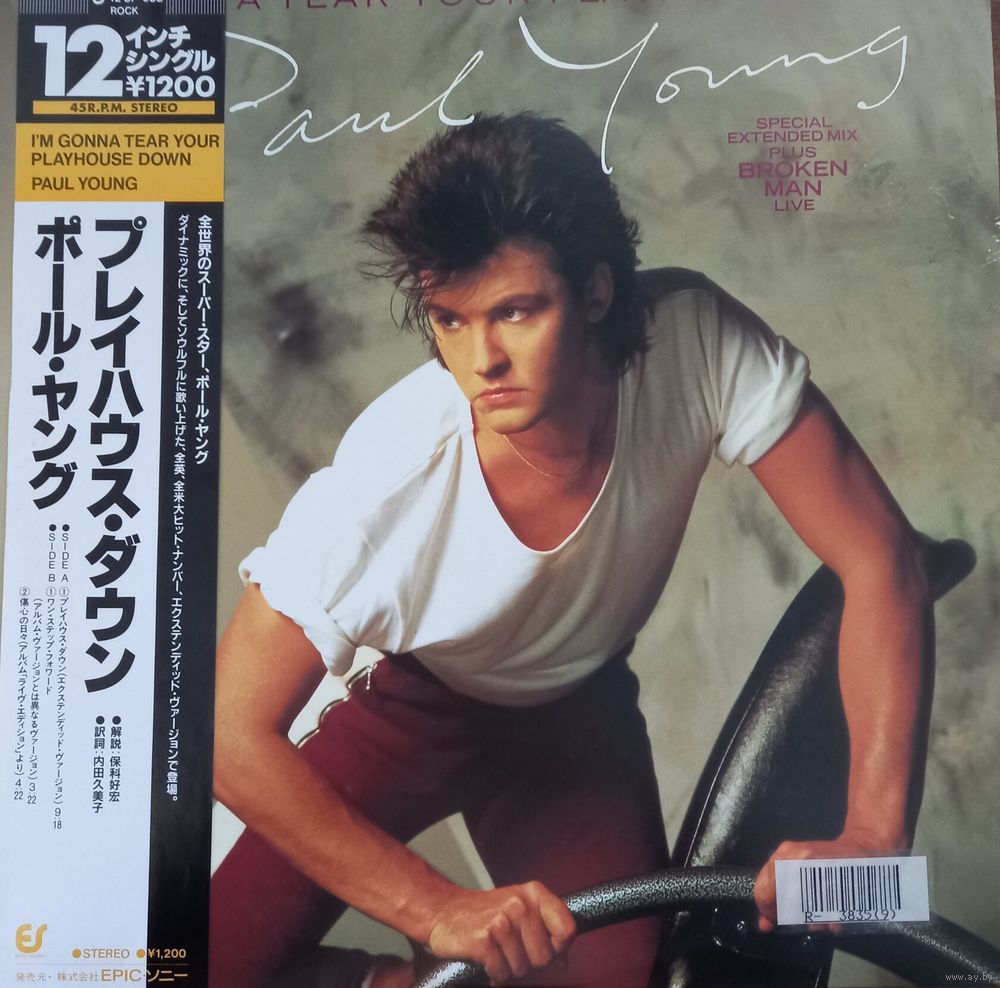 ROCK
12インチ
シングル
¥1200
45R.P.M. STEREO
I'M GONNA TEAR YOUR
PLAYHOUSE DOWN
PAUL YOUNG
全世界のスーパー・スター、ポール・ヤング
ダイナミックに、そしてソウルフルに歌い上げた、全英、全米大ヒット・ナンバー、エクステンディッド・ヴァージョンで登場。
プレイハウス・ダウン
ポール・ヤング
●解説:保科好宏
●訳詞:内田久美子
●SIDE A ①プレイハウス・ダウン(エクステンディッド・ヴァージョン) 9:18
●SIDE B ①ワン・ステップ・フォワード
(アルバム・ヴァージョンとは異なるヴァージョン) 3:22
②傷心の日々(アルバム「ライヴ・エディション」より) 4:22
ES
●STEREO ●¥1,200
発売元・株式会社EPIC・ソニー
Paul Young
SPECIAL
EXTENDED MIX
PLUS
BROKEN
MAN
LIVE
R- 3835(9)
www.ay.by